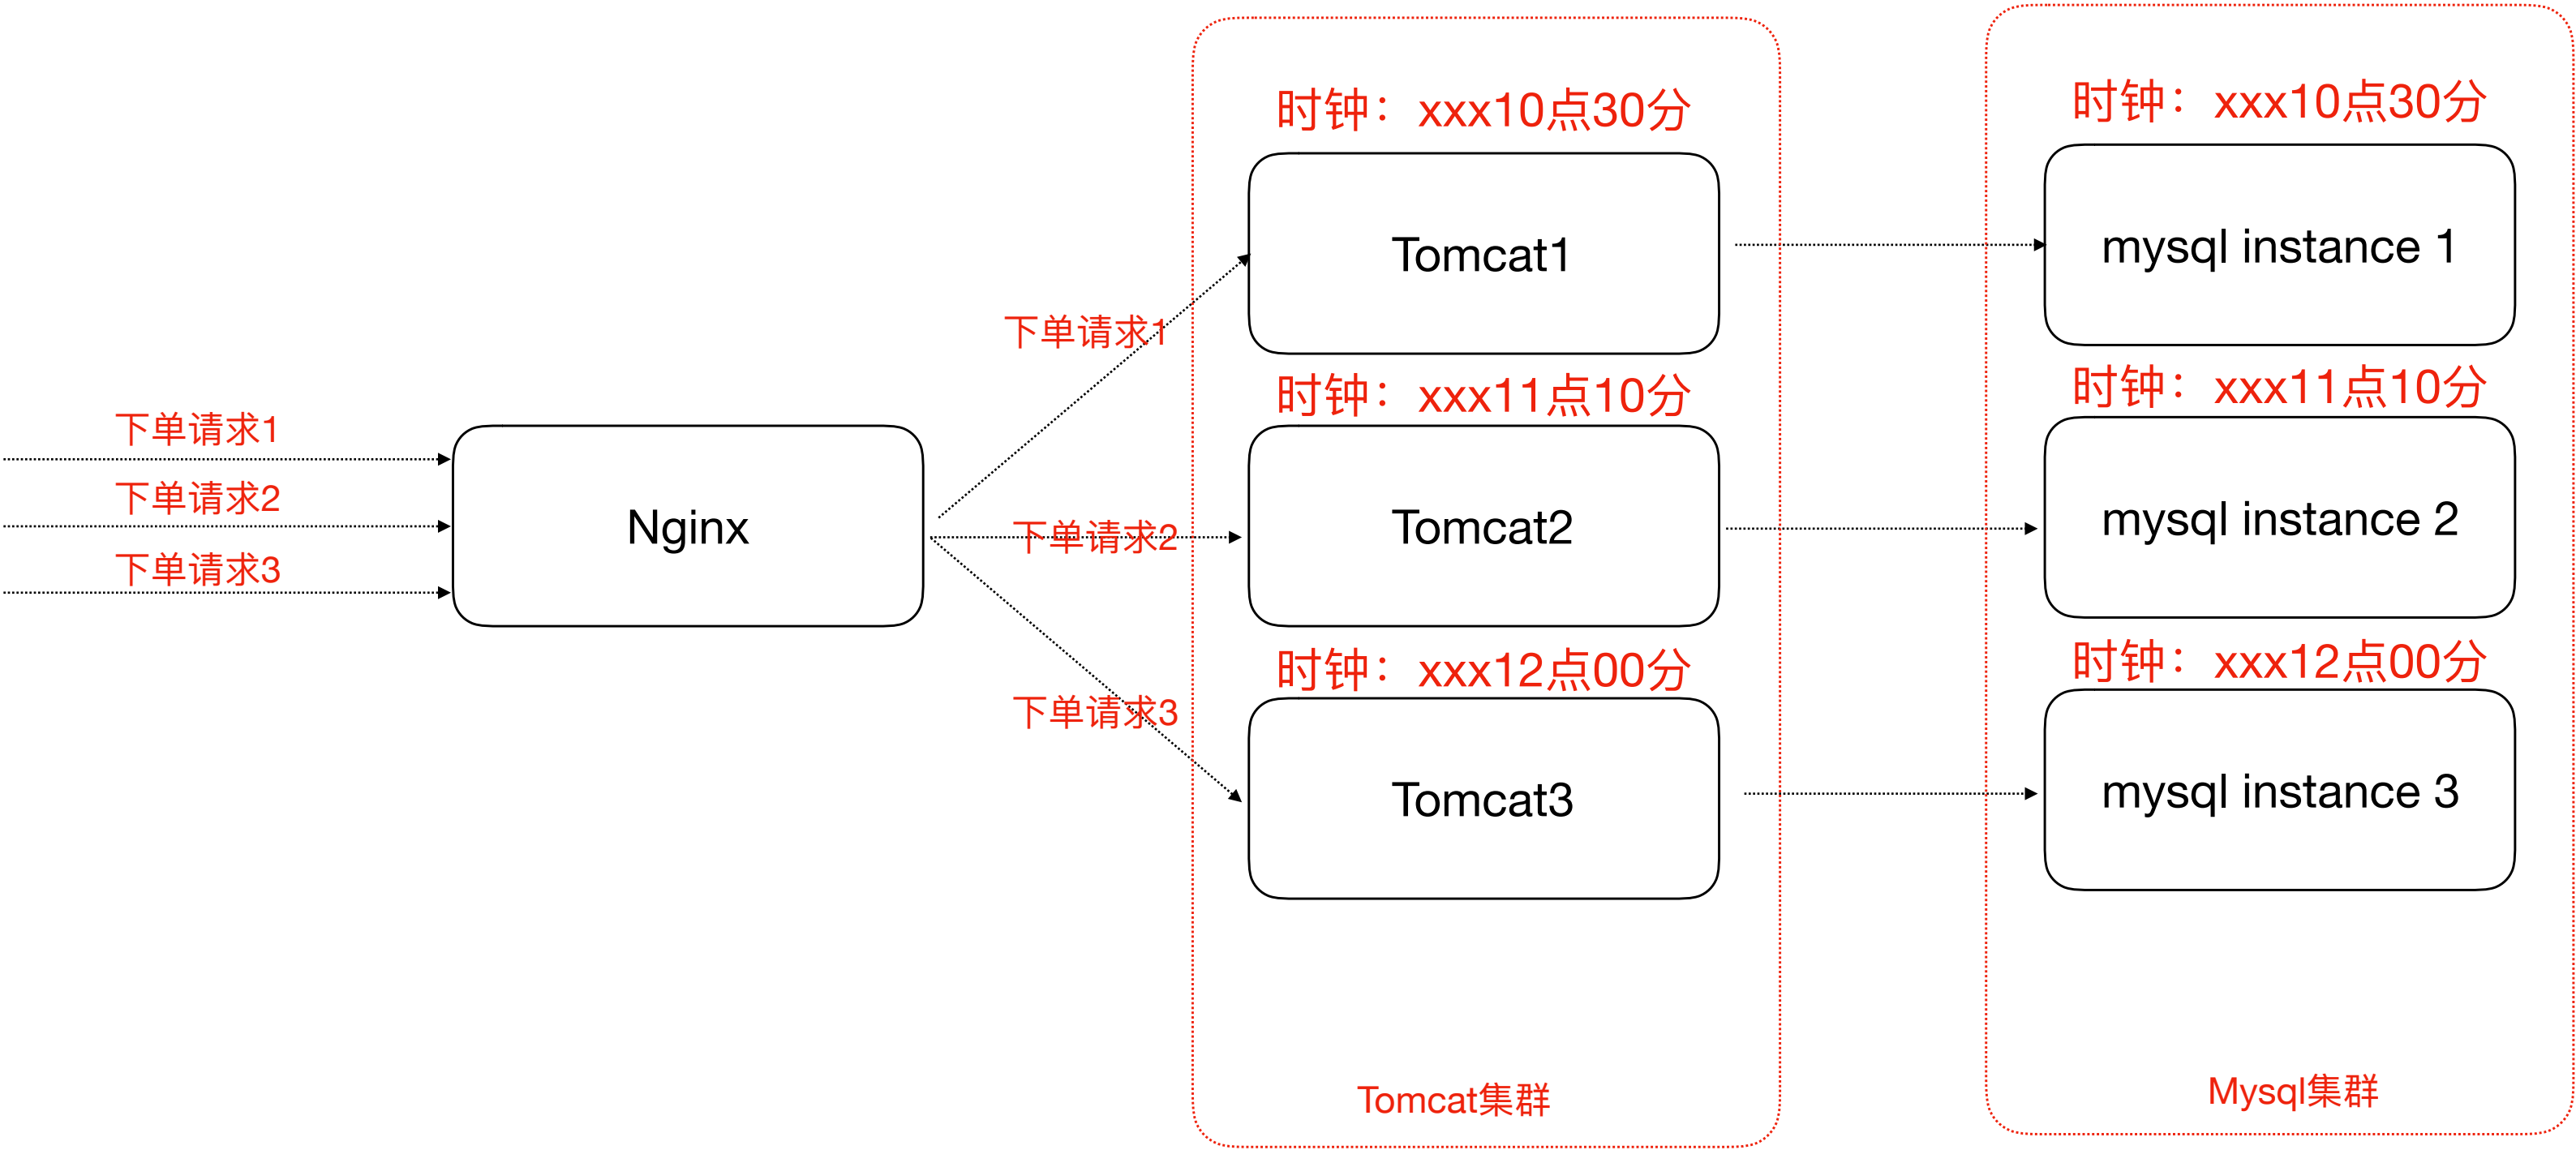 下单请求1
下单请求2
下单请求3
Nginx
下单请求1
下单请求2
下单请求3
时钟：xxx10点30分
Tomcat1
时钟：xxx11点10分
Tomcat2
时钟：xxx12点00分
Tomcat3
Tomcat集群
时钟：xxx10点30分
mysql instance 1
时钟：xxx11点10分
mysql instance 2
时钟：xxx12点00分
mysql instance 3
Mysql集群